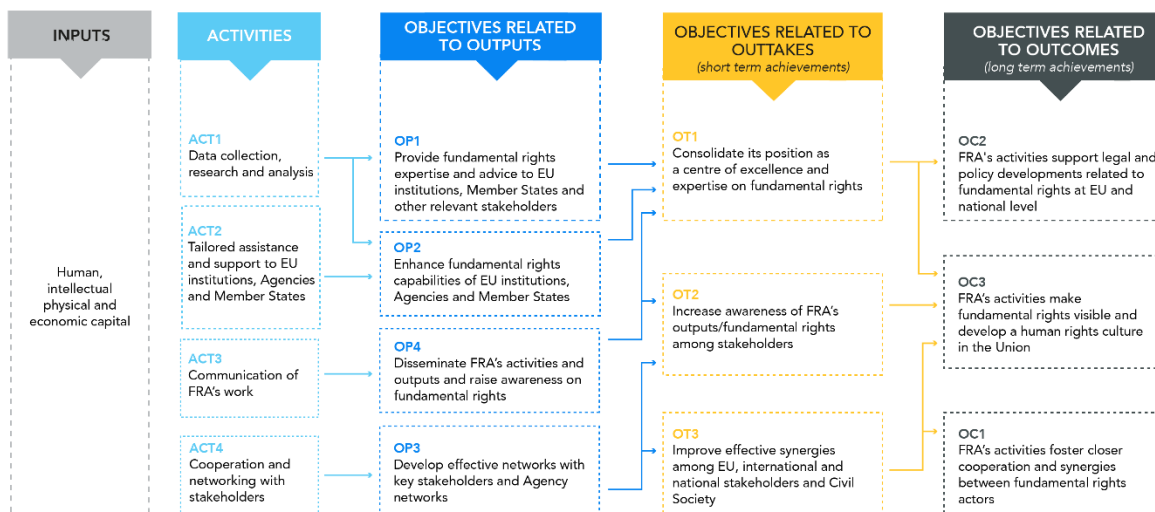 INPUTS
Human,
intellectual
physical and
economic capital
ACTIVITIES
ACT1
Data collection,
research and analysis
ACT2
Tailored assistance
and support to EU
institutions, Agencies
and Member States
ACT3
Communication of
FRA's work
ACT4
Cooperation and
networking with
stakeholders
OBJECTIVES RELATED
TO OUTPUTS
OP1
Provide fundamental rights
expertise and advice to EU
institutions, Member States and
other relevant stakeholders
OP2
Enhance fundamental rights
capabilities of EU institutions,
Agencies and Member States
OP4
Disseminate FRA's activities and
outputs and raise awareness on
fundamental rights
OP3
Develop effective networks with
key stakeholders and Agency
networks
OBJECTIVES RELATED TO
OUTTAKES
(short term achievements)
OT1
Consolidate its position as
a centre of excellence and
expertise on fundamental rights
OT2
Increase awareness of FRA's
outputs/fundamental rights
among stakeholders
OT3
Improve effective synergies
among EU, international and
national stakeholders and Civil
Society
OBJECTIVES RELATED
TO OUTCOMES
(long term achievements)
OC2
FRA's activities support legal and
policy developments related to
fundamental rights at EU and
national level
OC3
FRA's activities make
fundamental rights visible and
develop a human rights culture
in the Union
OC1
FRA's activities foster closer
cooperation and synergies
between fundamental rights
actors